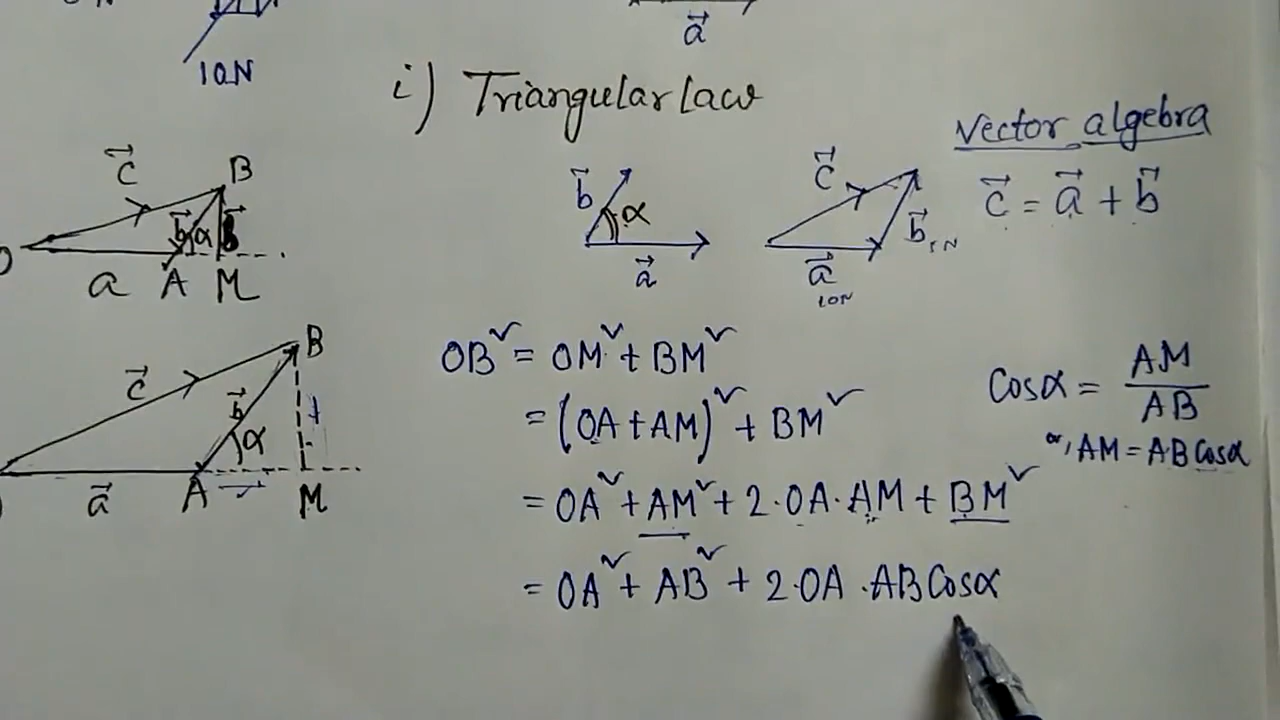 10N
a⃗
i) Triangular Law
Vector algebra
c⃗ = a⃗ + b⃗
c⃗ B
b⃗ α
a A M
b⃗ α
a⃗
c⃗
b⃗ 5N
a⃗
10N
c⃗ B
b⃗
α
a⃗ A M
OB² = OM² + BM²
= (OA + AM)² + BM²
= OA² + AM² + 2·OA·AM + BM²
= OA² + AB² + 2·OA·AB Cosα
Cosα = AM / AB
or, AM = AB Cosα